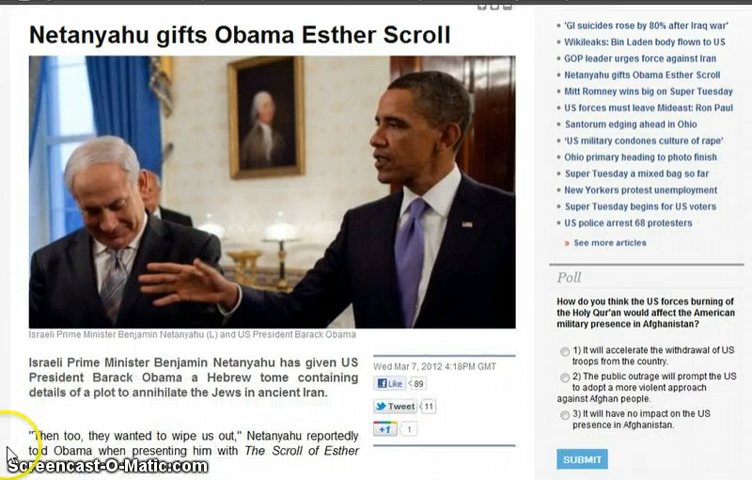 Netanyahu gifts Obama Esther Scroll
Israeli Prime Minister Benjamin Netanyahu (L) and US President Barack Obama
Israeli Prime Minister Benjamin Netanyahu has given US
President Barack Obama a Hebrew tome containing
details of a plot to annihilate the Jews in ancient Iran.
"Then too, they wanted to wipe us out," Netanyahu reportedly
told Obama when presenting him with The Scroll of Esther
Wed Mar 7, 2012 4:18PM GMT
Like 89
Tweet 11
+1 1
'GI suicides rose by 80% after Iraq war'
Wikileaks: Bin Laden body flown to US
GOP leader urges force against Iran
Netanyahu gifts Obama Esther Scroll
Mitt Romney wins big on Super Tuesday
US forces must leave Mideast: Ron Paul
Santorum edging ahead in Ohio
'US military condones culture of rape'
Ohio primary heading to photo finish
Super Tuesday a mixed bag so far
New Yorkers protest unemployment
Super Tuesday begins for US voters
US police arrest 68 protesters
» See more articles
Poll
How do you think the US forces burning of
the Holy Qur'an would affect the American
military presence in Afghanistan?
1) It will accelerate the withdrawal of US
troops from the country.
2) The public outrage will prompt the US
to adopt a more violent approach
against Afghan people.
3) It will have no impact on the US
presence in Afghanistan.
SUBMIT
Screencast-O-Matic.com